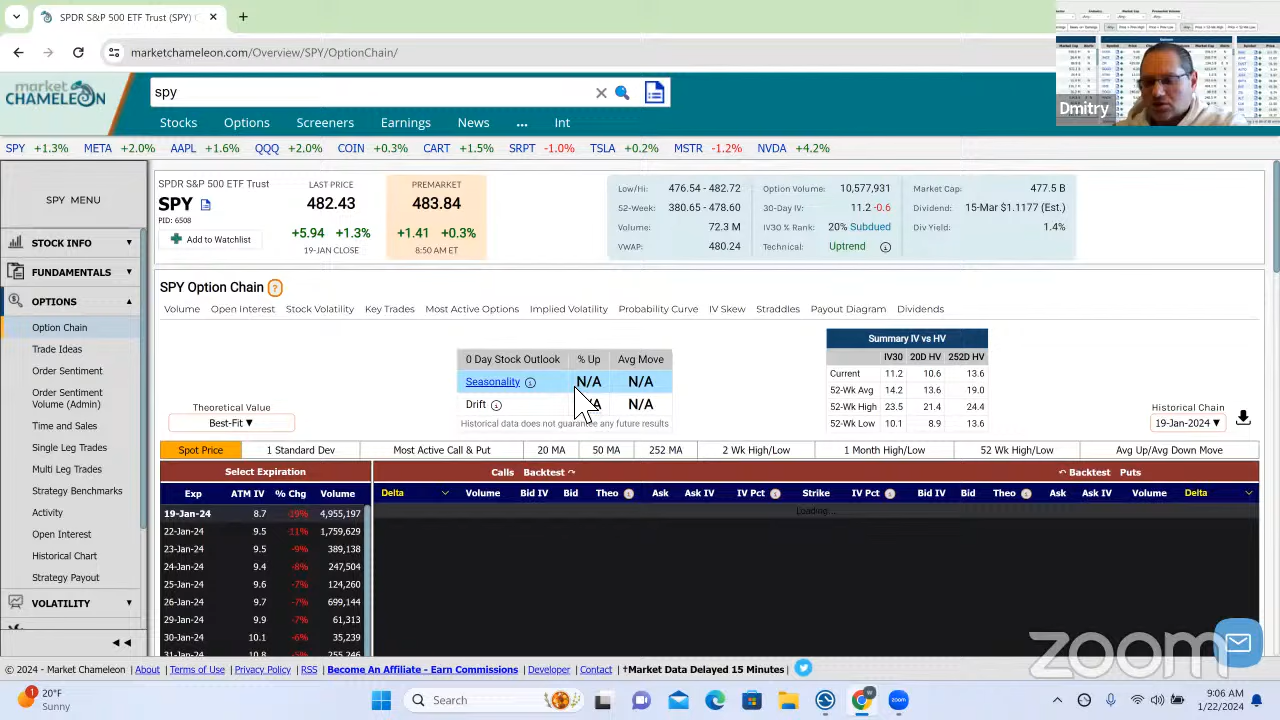 SPDR S&P 500 ETF Trust (SPY) C
marketchameleon.com/Overview/SPY/Option
market
CHAMELEON
spy
Stocks Options Screeners News ...
SPY +1.3% META +2.0% AAPL +1.6% QQQ +2.0% COIN +0.3% CART +1.5% SRPT -1.0% TSLA +0.2% MSTR -1.2% NVDA +4.2%
Dmitry
SPY MENU
STOCK INFO
FUNDAMENTALS
OPTIONS
Option Chain
Trade Ideas
Order Sentiment
Order Sentiment
Volume (Admin)
Time and Sales
Single Leg Trades
Multi Leg Trades
Strategy Benchmarks
Activity
Open Interest
Historical Chart
Strategy Payout
VOLATILITY
SPDR S&P 500 ETF Trust
SPY
PID: 6508
Add to Watchlist
LAST PRICE
482.43
+5.94 +1.3%
19-JAN CLOSE
PREMARKET
483.84
+1.41 +0.3%
8:50 AM ET
Low/Hi: 476.54 - 482.72
52-Week: 380.65 - 478.60
Volume: 72.3 M
VWAP: 480.24
Option Volume: 10,577,931
30-Day IV: 11.2 -0.6
IV30 % Rank: 20% Subdued
Technical: Uptrend
Market Cap: 477.5 B
Dividend: 15-Mar $1.1177 (Est.)
Div Yield: 1.4%
SPY Option Chain ?
Volume Open Interest Stock Volatility Key Trades Most Active Options Implied Volatility Probability Curve IV Skew Straddles Payout Diagram Dividends
0 Day Stock Outlook % Up Avg Move
Seasonality N/A N/A
Drift N/A
Historical data does not guarantee any future results
Summary IV vs HV
IV30 20D HV 252D HV
Current 11.2 10.6 13.6
52-Wk Avg 14.2 13.6 19.0
52-Wk High 23.5 21.4 24.4
52-Wk Low 10.1 8.9 13.6
Theoretical Value
Best-Fit ▼
Historical Chain
19-Jan-2024 ▼
Spot Price 1 Standard Dev Most Active Call & Put 20 MA 50 MA 252 MA 2 Wk High/Low 1 Month High/Low 52 Wk High/Low Avg Up/Avg Down Move
Select Expiration Calls Backtest Backtest Puts
Exp ATM IV % Chg Volume Delta Volume Bid IV Bid Theo Ask Ask IV IV Pct Strike IV Pct Bid IV Bid Theo Ask Ask IV Volume Delta
Loading...
19-Jan-24 8.7 -19% 4,955,197
22-Jan-24 9.5 -11% 1,759,629
23-Jan-24 9.5 -9% 389,138
24-Jan-24 9.4 -8% 247,504
25-Jan-24 9.6 -7% 124,260
26-Jan-24 9.7 -7% 699,144
29-Jan-24 9.9 -7% 61,313
30-Jan-24 10.1 -6% 35,239
31-Jan-24 10.8 -5% 255,246
zoom
© 2024 - Market Chameleon | About | Terms of Use | Privacy Policy | RSS | Become An Affiliate - Earn Commissions | Developer | Contact | †Market Data Delayed 15 Minutes |
1
20°F
Sunny
Search
zoom
9:06 AM
1/22/2024